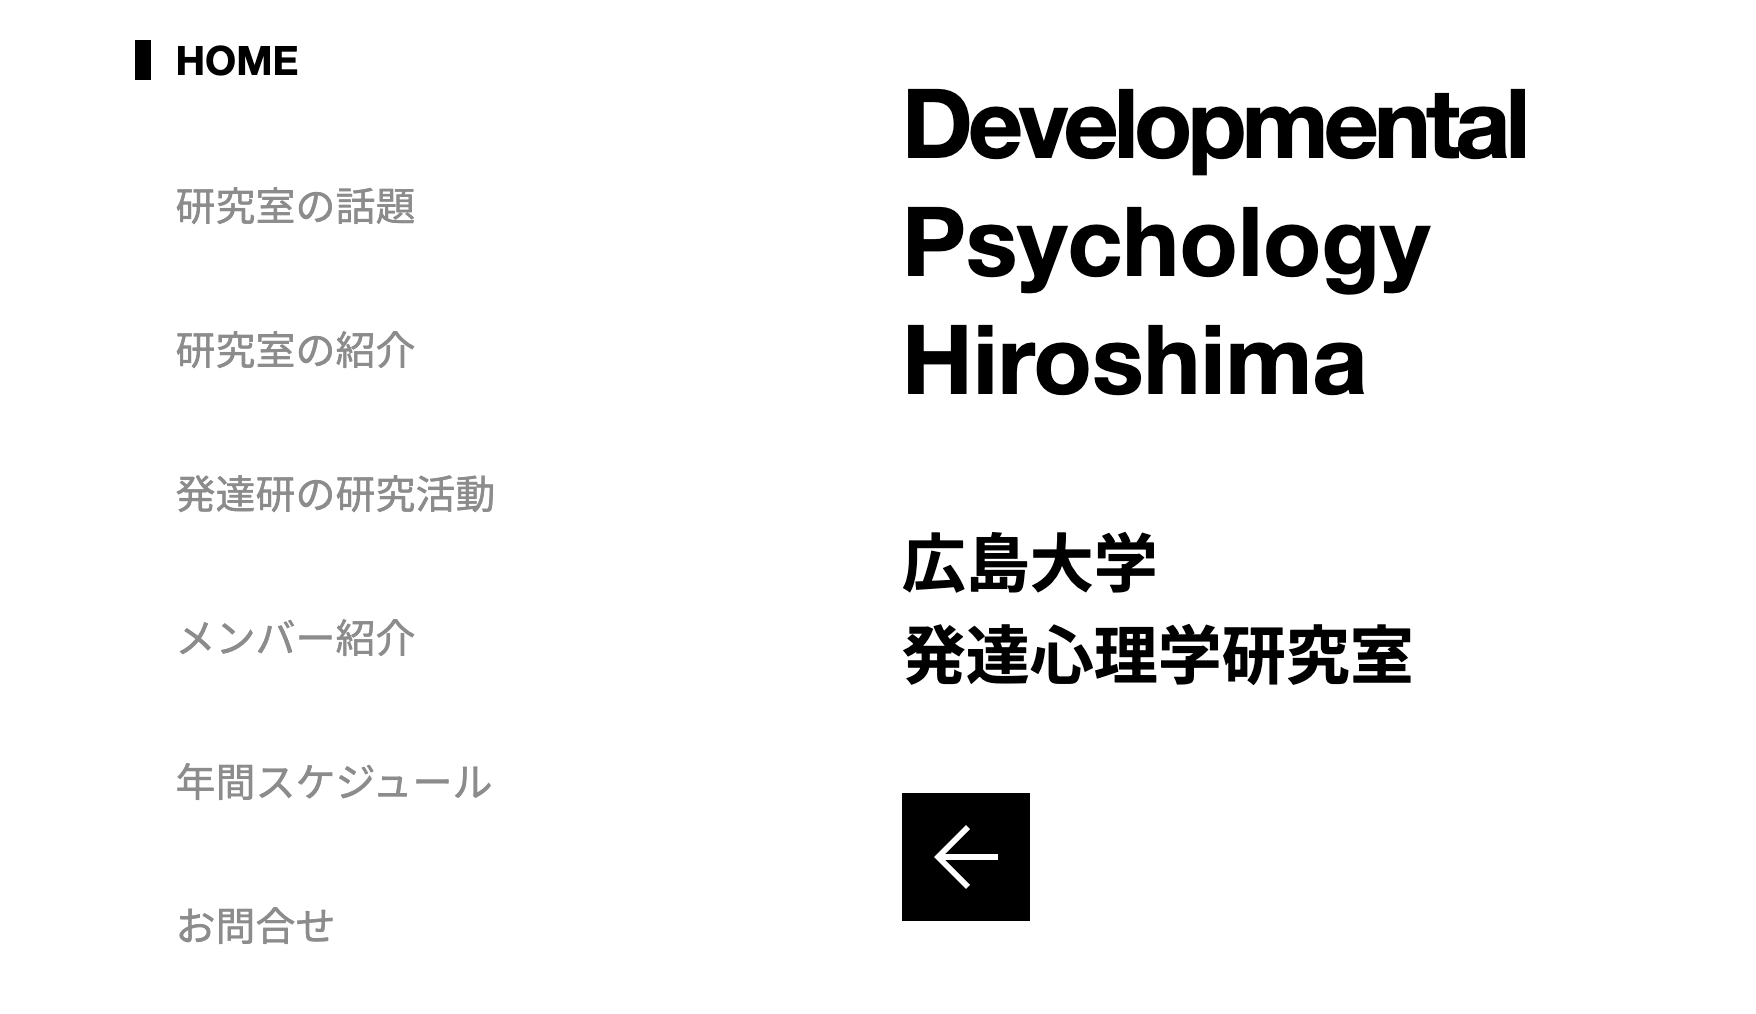 HOME
研究室の話題
研究室の紹介
発達研の研究活動
メンバー紹介
年間スケジュール
お問合せ
Developmental
Psychology
Hiroshima
広島大学
発達心理学研究室